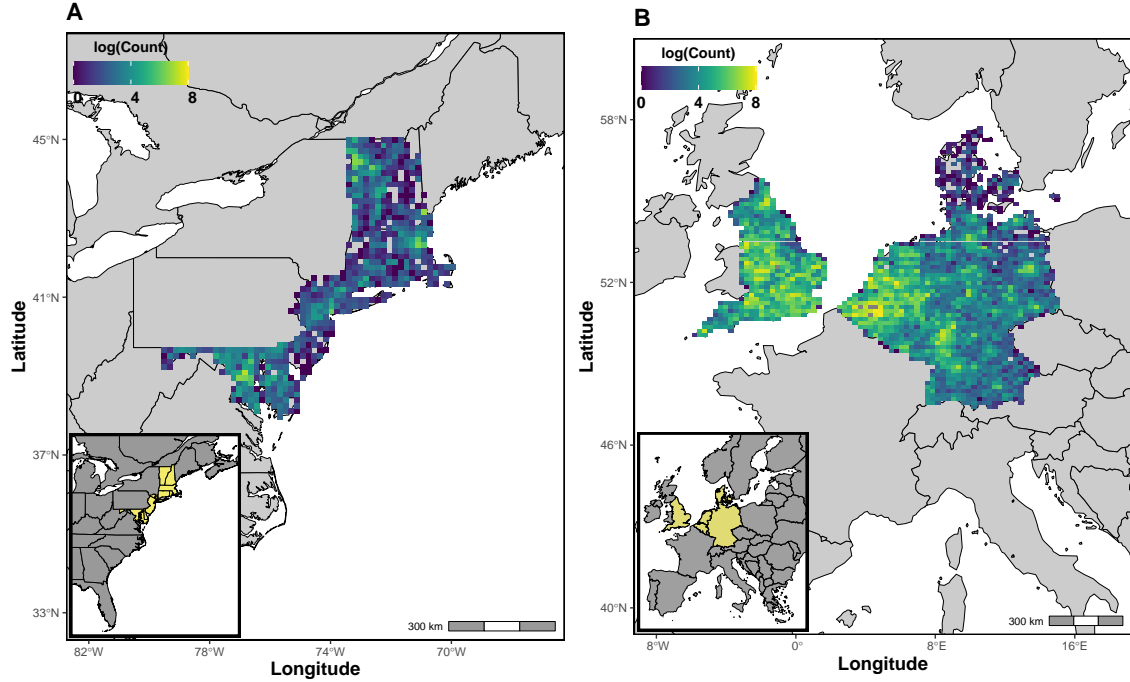 A
log(Count)
0 4 8
45°N
41°N
37°N
33°N
Latitude
82°W 78°W 74°W 70°W
Longitude
300 km
B
log(Count)
0 4 8
58°N
52°N
46°N
40°N
Latitude
8°W 0° 8°E 16°E
Longitude
300 km